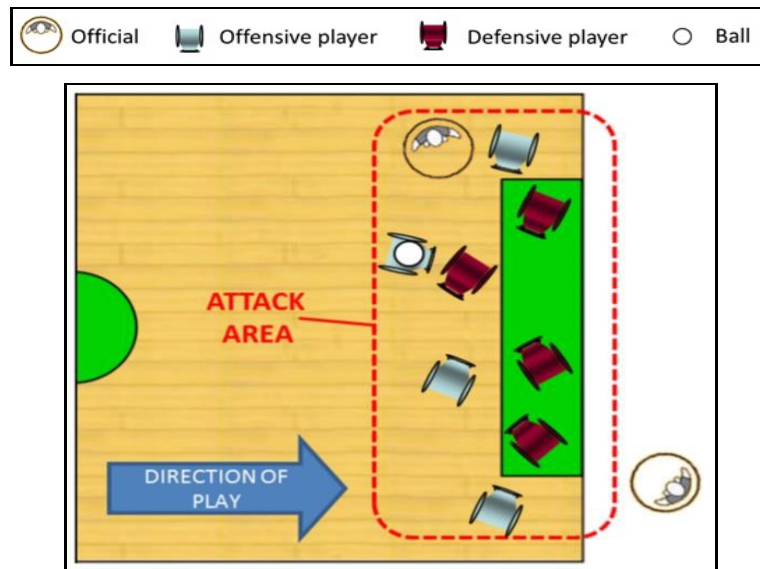 Official Offensive player Defensive player Ball
ATTACK
AREA
DIRECTION OF
PLAY